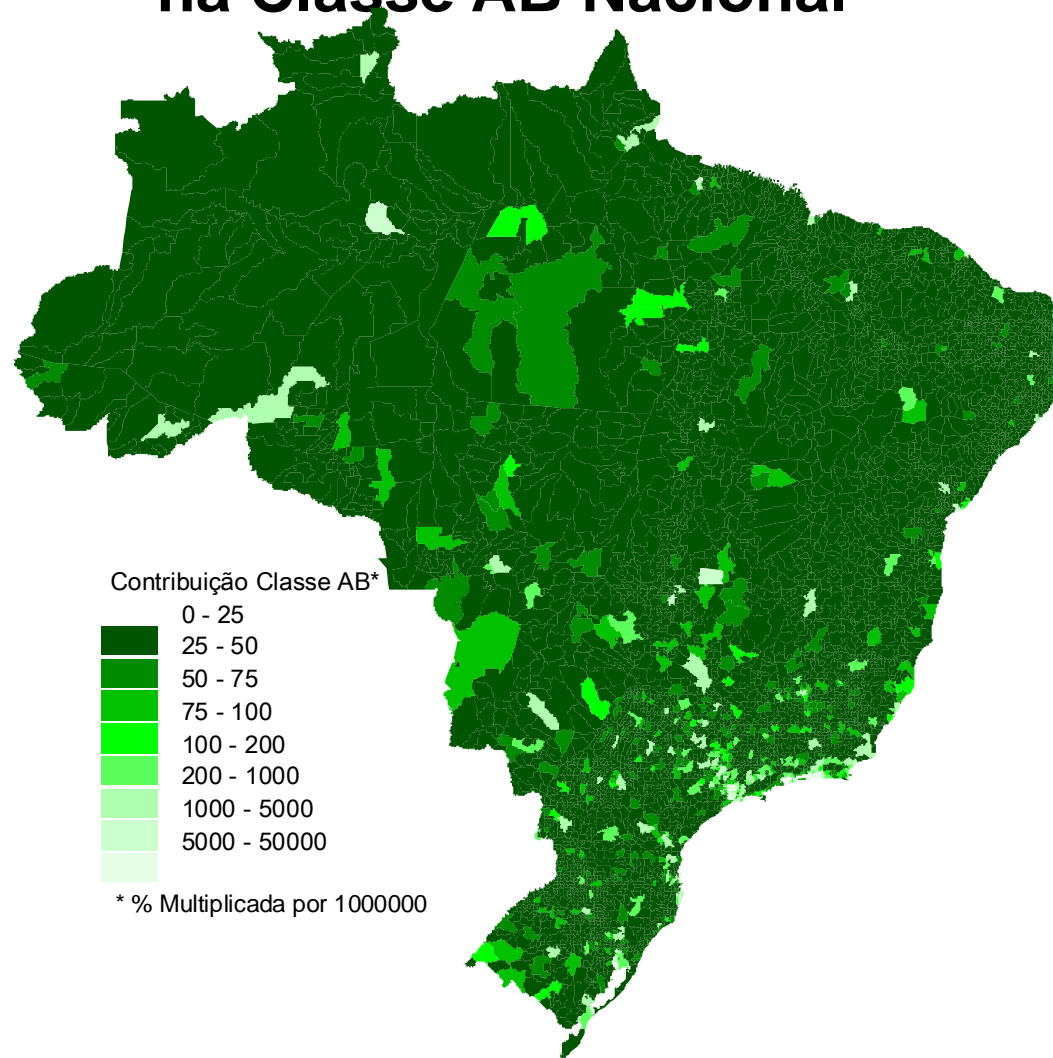 na Classe AB Nacional
Contribuição Classe AB*
0 - 25
25 - 50
50 - 75
75 - 100
100 - 200
200 - 1000
1000 - 5000
5000 - 50000
* % Multiplicada por 1000000